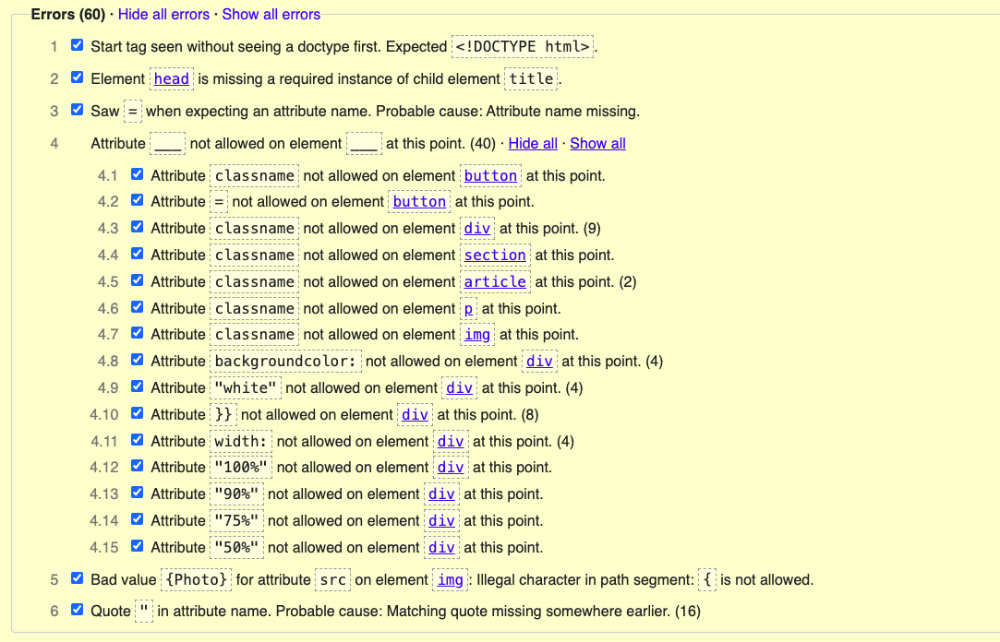 Errors (60) · Hide all errors · Show all errors
1 Start tag seen without seeing a doctype first. Expected <!DOCTYPE html>.
2 Element head is missing a required instance of child element title.
3 Saw = when expecting an attribute name. Probable cause: Attribute name missing.
4 Attribute ___ not allowed on element ___ at this point. (40) · Hide all · Show all
4.1 Attribute classname not allowed on element button at this point.
4.2 Attribute = not allowed on element button at this point.
4.3 Attribute classname not allowed on element div at this point. (9)
4.4 Attribute classname not allowed on element section at this point.
4.5 Attribute classname not allowed on element article at this point. (2)
4.6 Attribute classname not allowed on element p at this point.
4.7 Attribute classname not allowed on element img at this point.
4.8 Attribute backgroundcolor: not allowed on element div at this point. (4)
4.9 Attribute "white" not allowed on element div at this point. (4)
4.10 Attribute }} not allowed on element div at this point. (8)
4.11 Attribute width: not allowed on element div at this point. (4)
4.12 Attribute "100%" not allowed on element div at this point.
4.13 Attribute "90%" not allowed on element div at this point.
4.14 Attribute "75%" not allowed on element div at this point.
4.15 Attribute "50%" not allowed on element div at this point.
5 Bad value {Photo} for attribute src on element img: Illegal character in path segment: { is not allowed.
6 Quote " in attribute name. Probable cause: Matching quote missing somewhere earlier. (16)